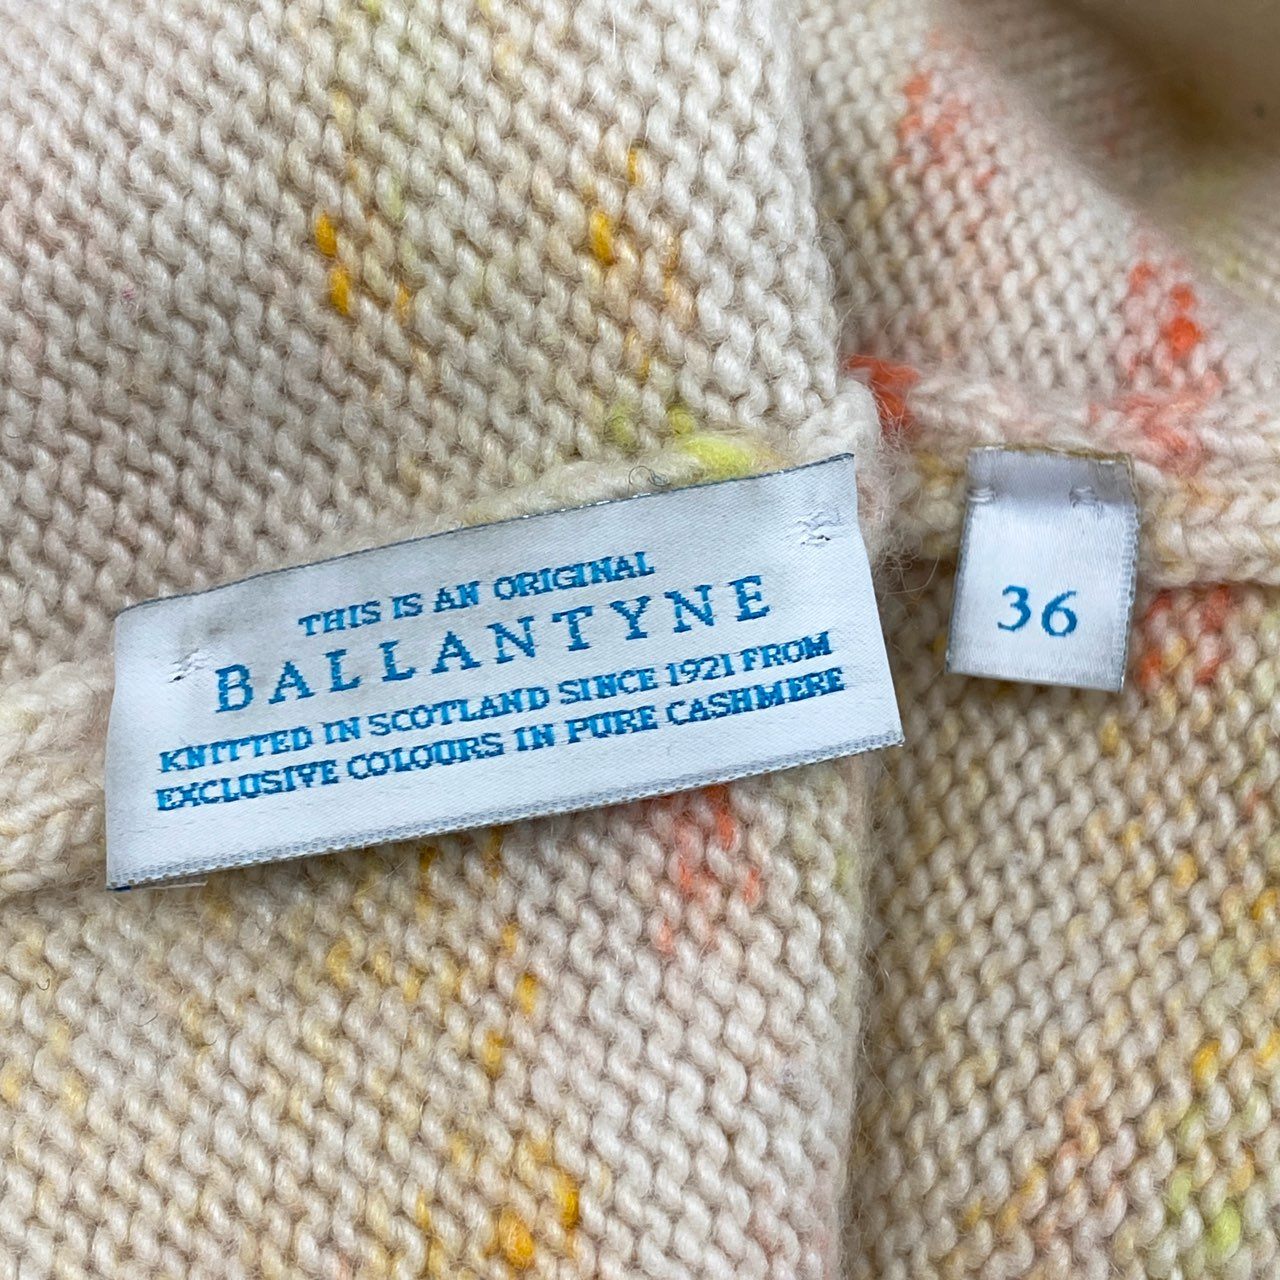 THIS IS AN ORIGINAL
BALLANTYNE
KNITTED IN SCOTLAND SINCE 1921 FROM
EXCLUSIVE COLOURS IN PURE CASHMERE
36